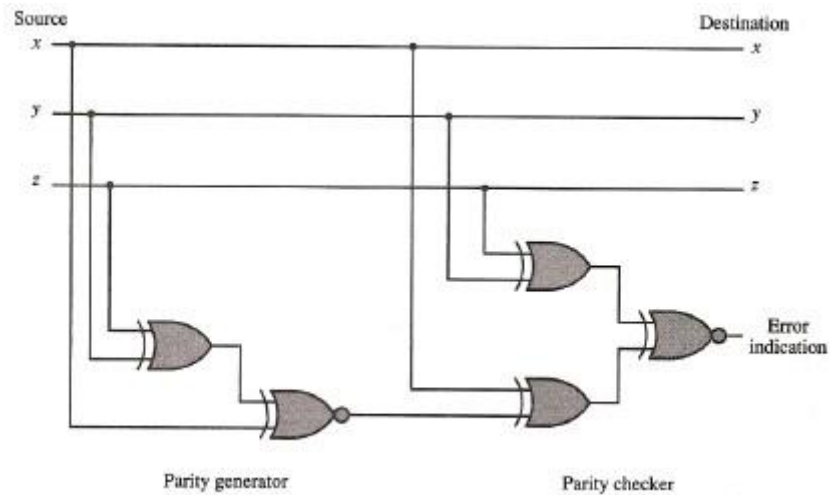 Source
Destination
x
x
y
y
z
z
Error
indication
Parity generator
Parity checker